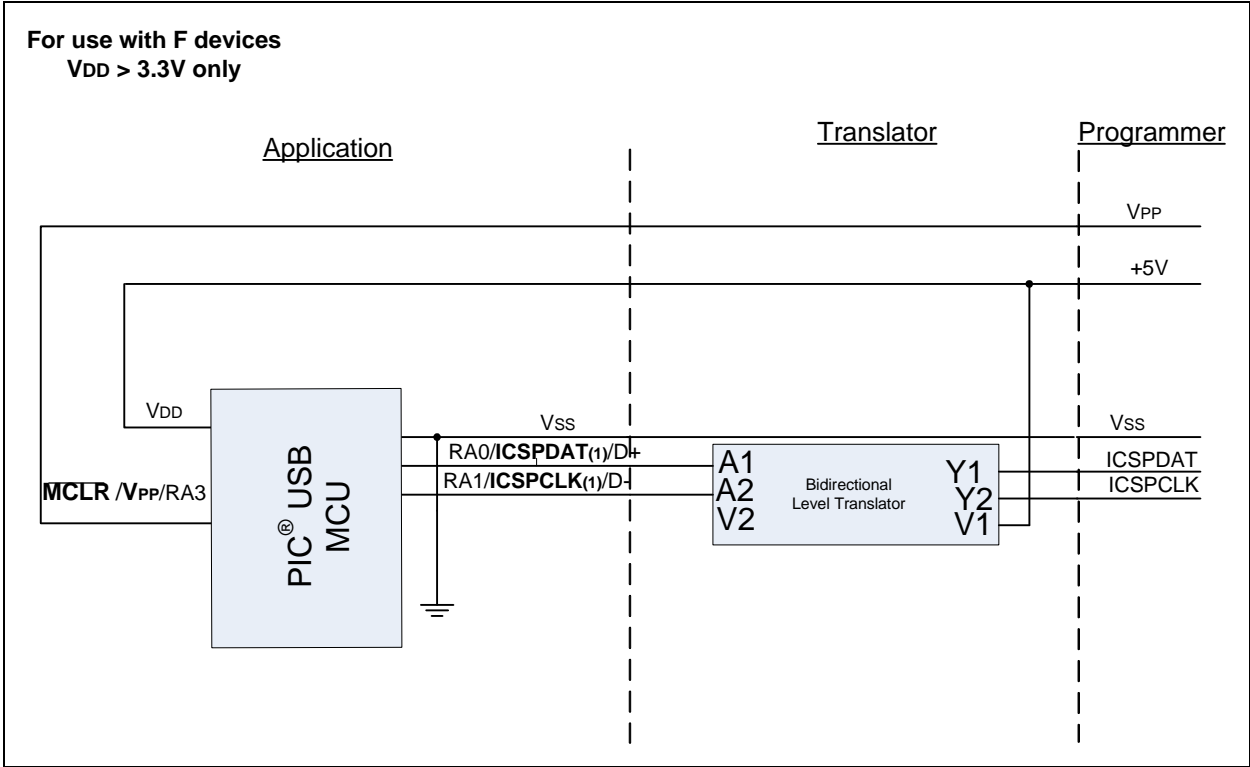 For use with F devices
VDD > 3.3V only
Application
Translator
Programmer
VPP
+5V
VDD
VSS
VSS
RA0/ICSPDAT(1)/D+
RA1/ICSPCLK(1)/D-
ICSPDAT
ICSPCLK
MCLR /VPP/RA3
PIC® USB
MCU
A1
A2
V2
Bidirectional
Level Translator
Y1
Y2
V1